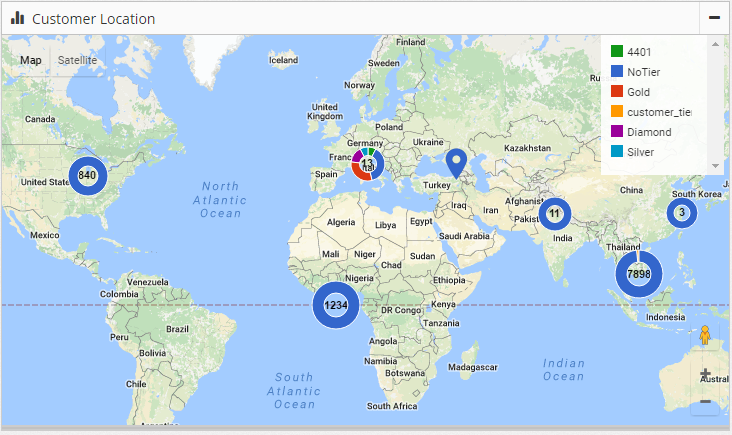 Customer Location
Map
Satellite
4401
NoTier
Gold
customer_tie
Diamond
Silver
Iceland
Finland
Sweden
Norway
United
Kingdom
Poland
Germany
Ukraine
Kazakhstan
Franc
Spain
Turkey
Canada
United State
840
13
11
3
7898
1234
North
Atlantic
Ocean
Mexico
Venezuela
Colombia
Brazil
Peru
Bolivia
Chile
Argentina
Algeria
Libya
Egypt
Iraq
Iran
Afghanist
Pakist
Saudi Arabia
India
China
South Korea
Thailand
Mali
Niger
Chad
Sudan
Nigeria
Ethiopia
DR Congo
Kenya
Tanzania
Angola
Namibia
Botswana
Madagascar
South Africa
Indonesia
Austral
South
Atlantic
Ocean
Indian
Ocean